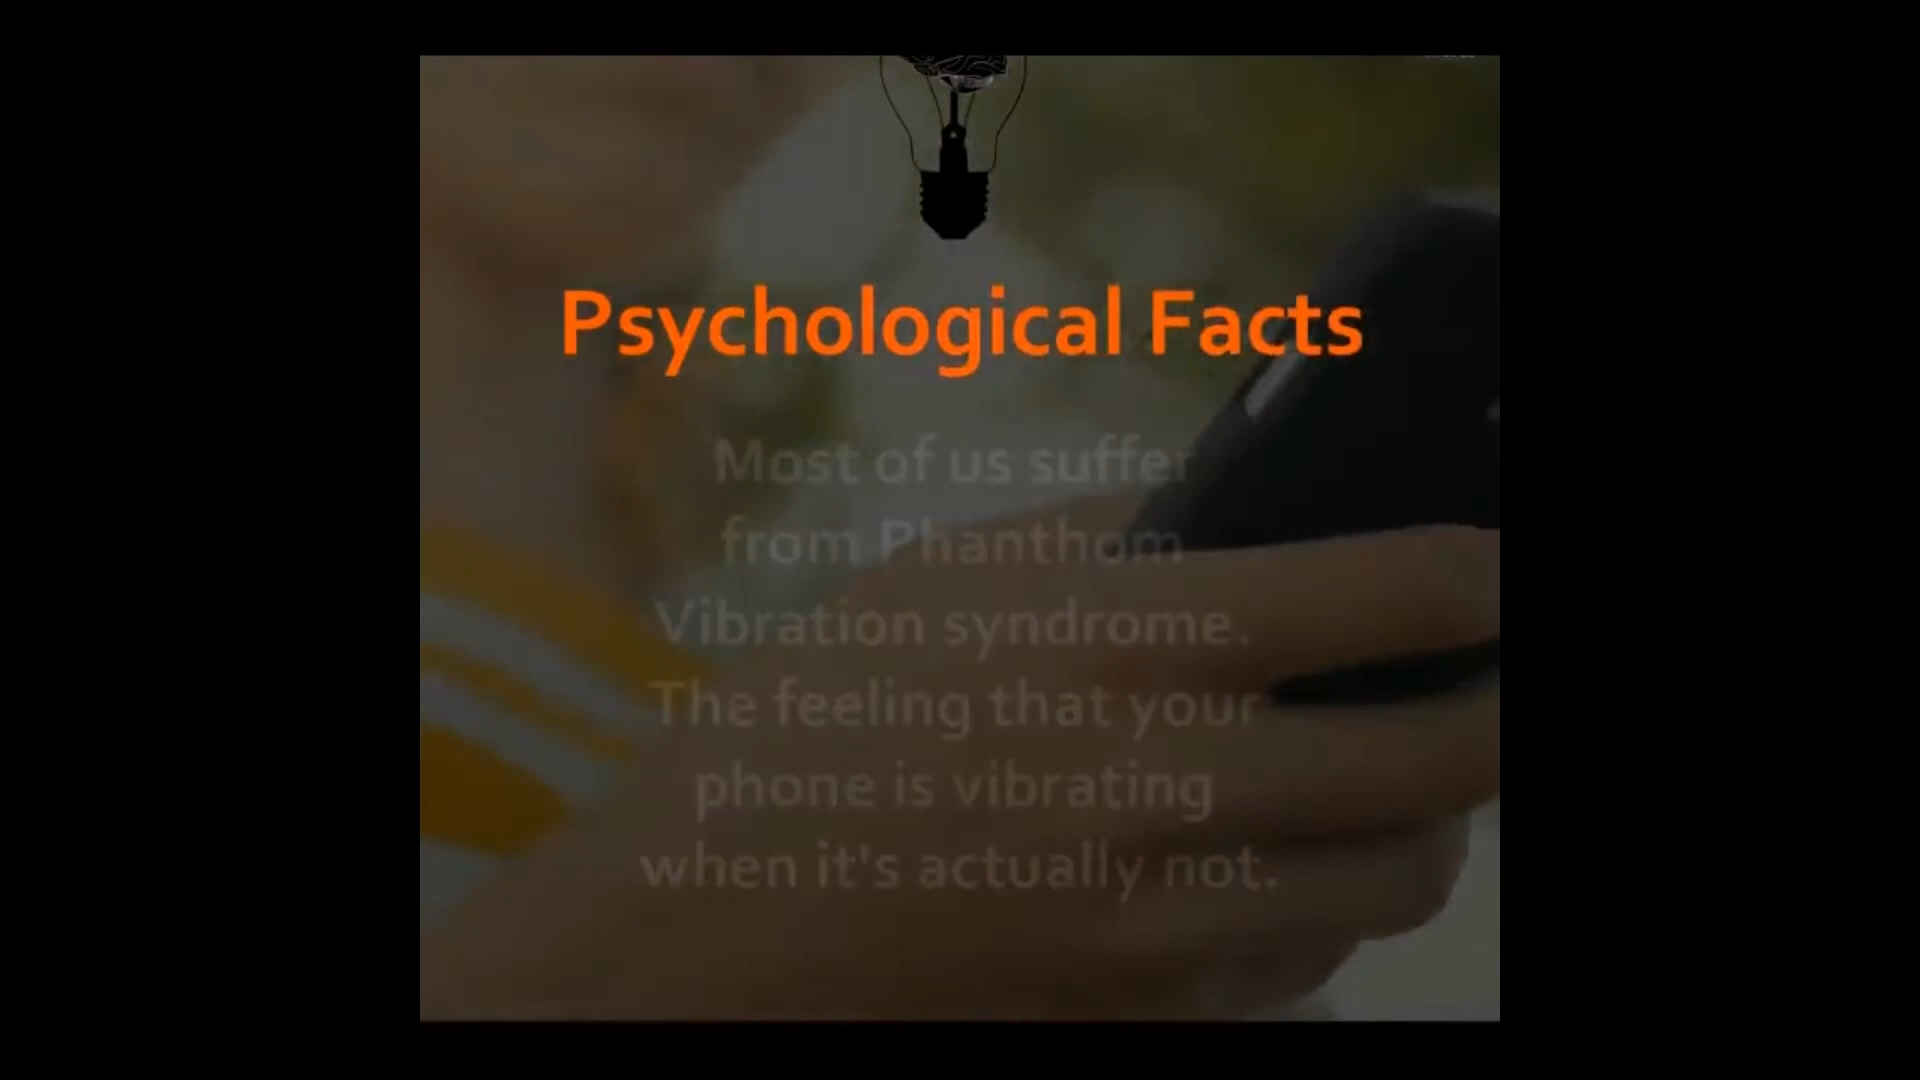 Psychological Facts
Most of us suffer
from Phanthom
Vibration syndrome.
The feeling that your
phone is vibrating
when it's actually not.